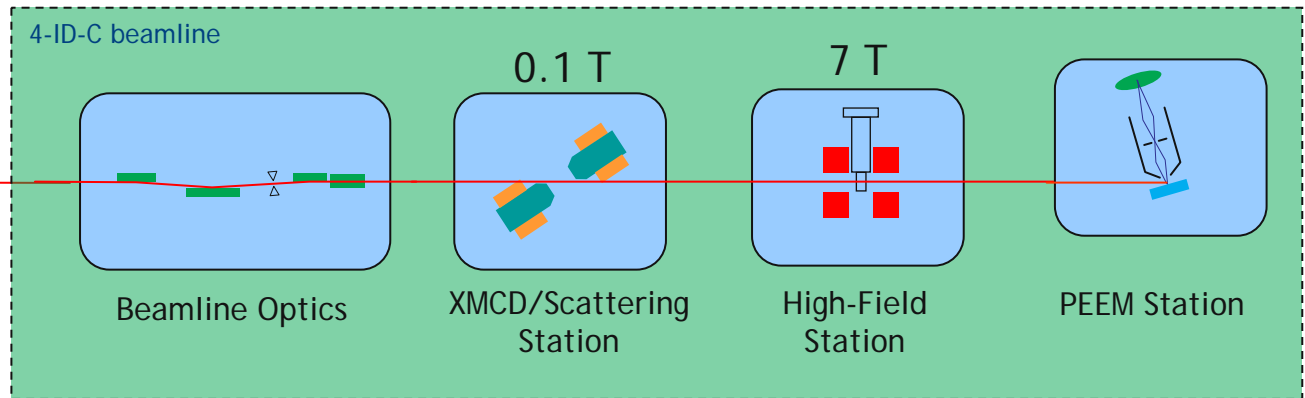 4-ID-C beamline
0.1 T
7 T
Beamline Optics
XMCD/Scattering
Station
High-Field
Station
PEEM Station